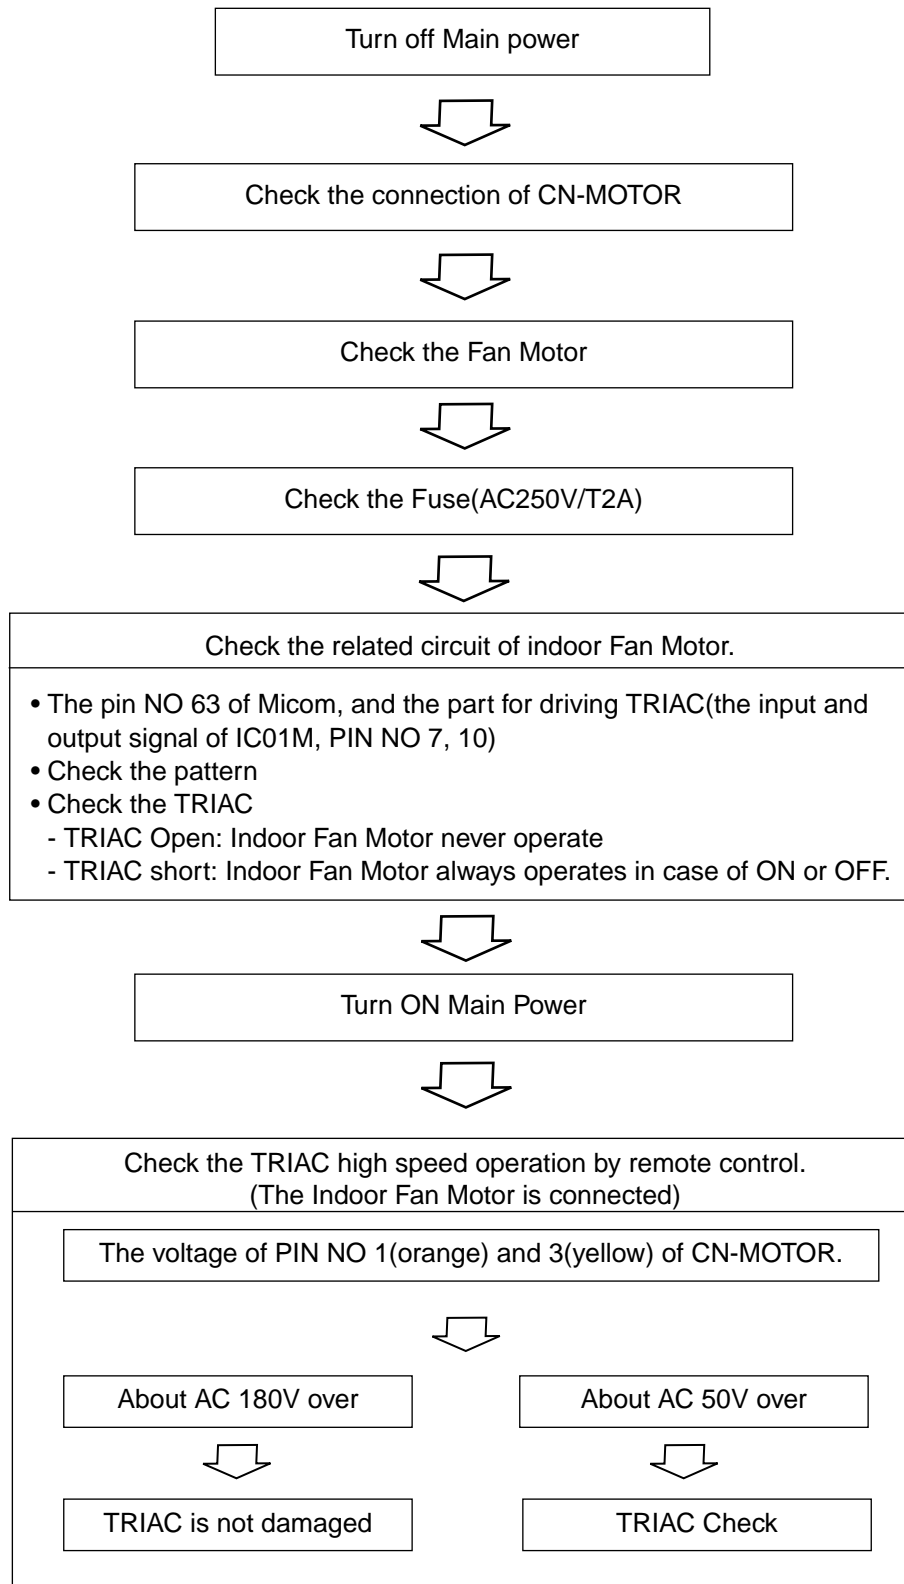 Turn off Main power
Check the connection of CN-MOTOR
Check the Fan Motor
Check the Fuse(AC250V/T2A)
Check the related circuit of indoor Fan Motor.
• The pin NO 63 of Micom, and the part for driving TRIAC(the input and
output signal of IC01M, PIN NO 7, 10)
• Check the pattern
• Check the TRIAC
- TRIAC Open: Indoor Fan Motor never operate
- TRIAC short: Indoor Fan Motor always operates in case of ON or OFF.
Turn ON Main Power
Check the TRIAC high speed operation by remote control.
(The Indoor Fan Motor is connected)
The voltage of PIN NO 1(orange) and 3(yellow) of CN-MOTOR.
About AC 180V over
About AC 50V over
TRIAC is not damaged
TRIAC Check